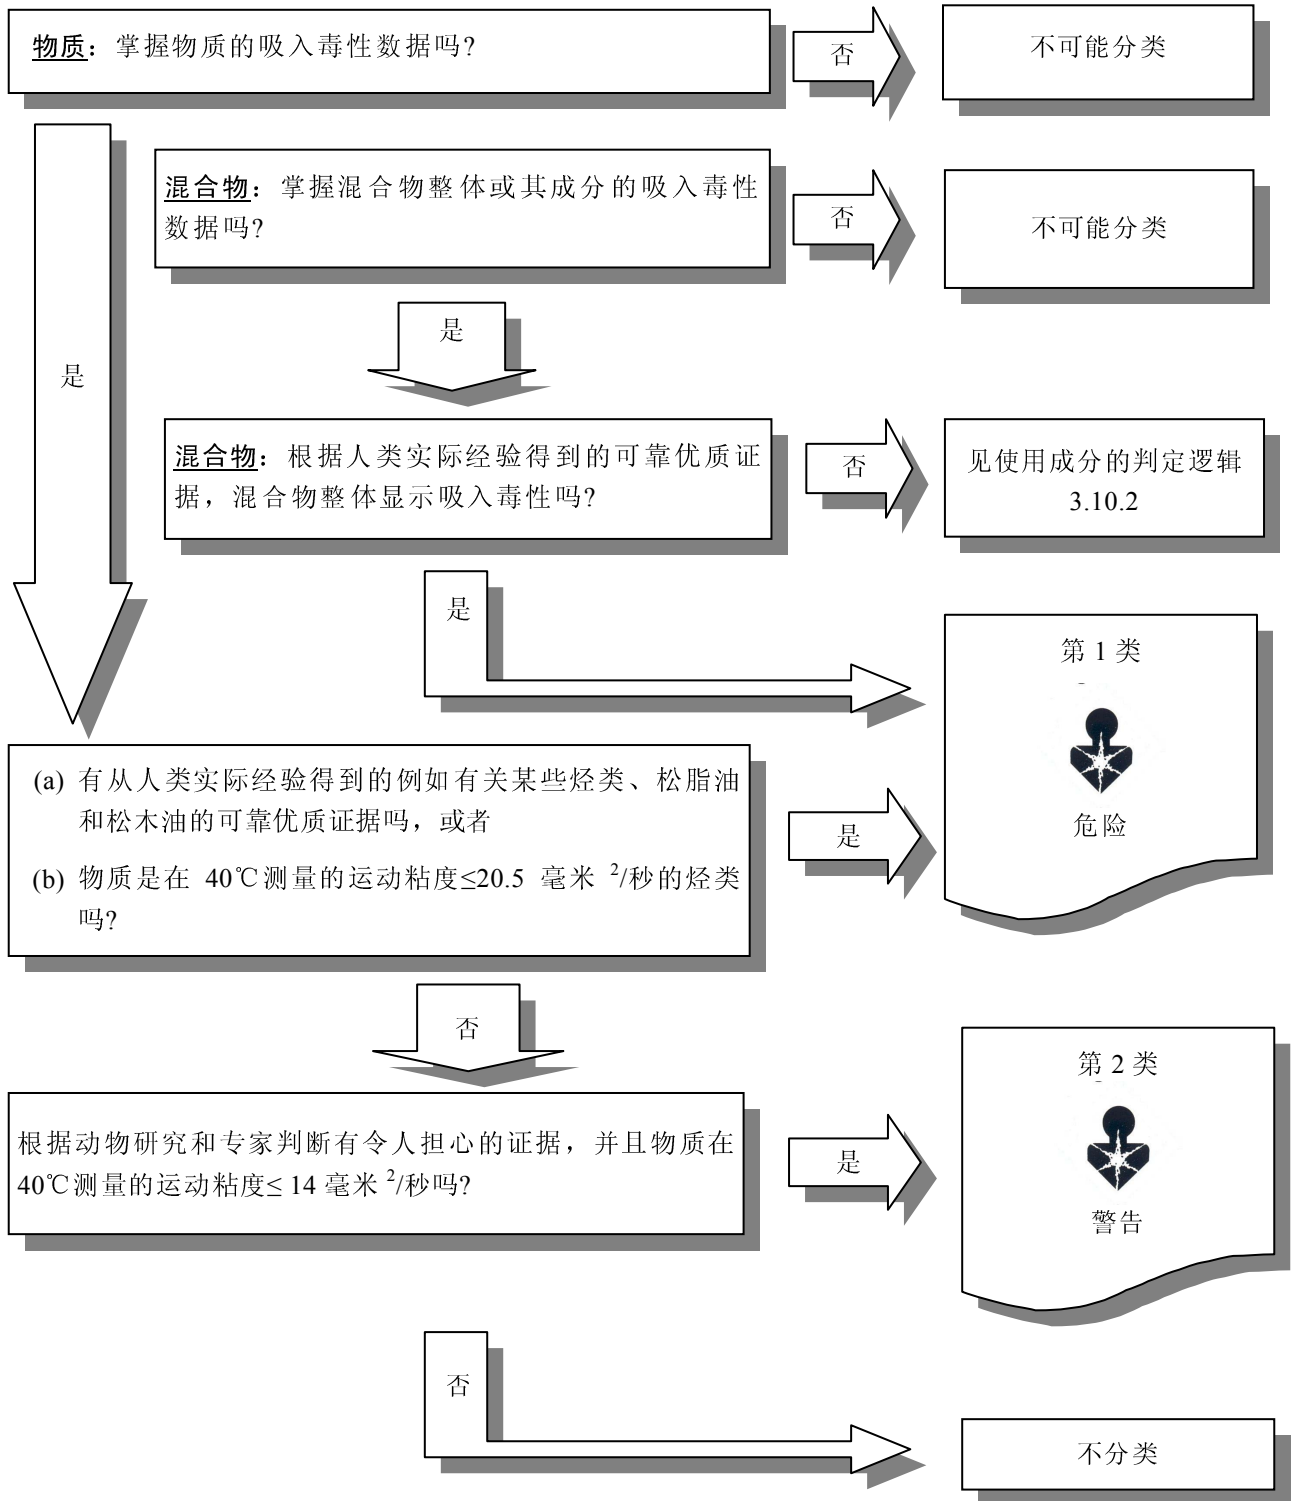 物质：掌握物质的吸入毒性数据吗？
否
不可能分类
混合物：掌握混合物整体或其成分的吸入毒性
数据吗？
否
不可能分类
是
是
混合物：根据人类实际经验得到的可靠优质证
据，混合物整体显示吸入毒性吗？
否
见使用成分的判定逻辑
3.10.2
是
第 1 类
危险
(a) 有从人类实际经验得到的例如有关某些烃类、松脂油
和松木油的可靠优质证据吗，或者
(b) 物质是在 40℃测量的运动粘度≤20.5 毫米 ²/秒的烃类
吗？
是
否
第 2 类
警告
根据动物研究和专家判断有令人担心的证据，并且物质在
40℃测量的运动粘度≤ 14 毫米 ²/秒吗？
是
否
不分类